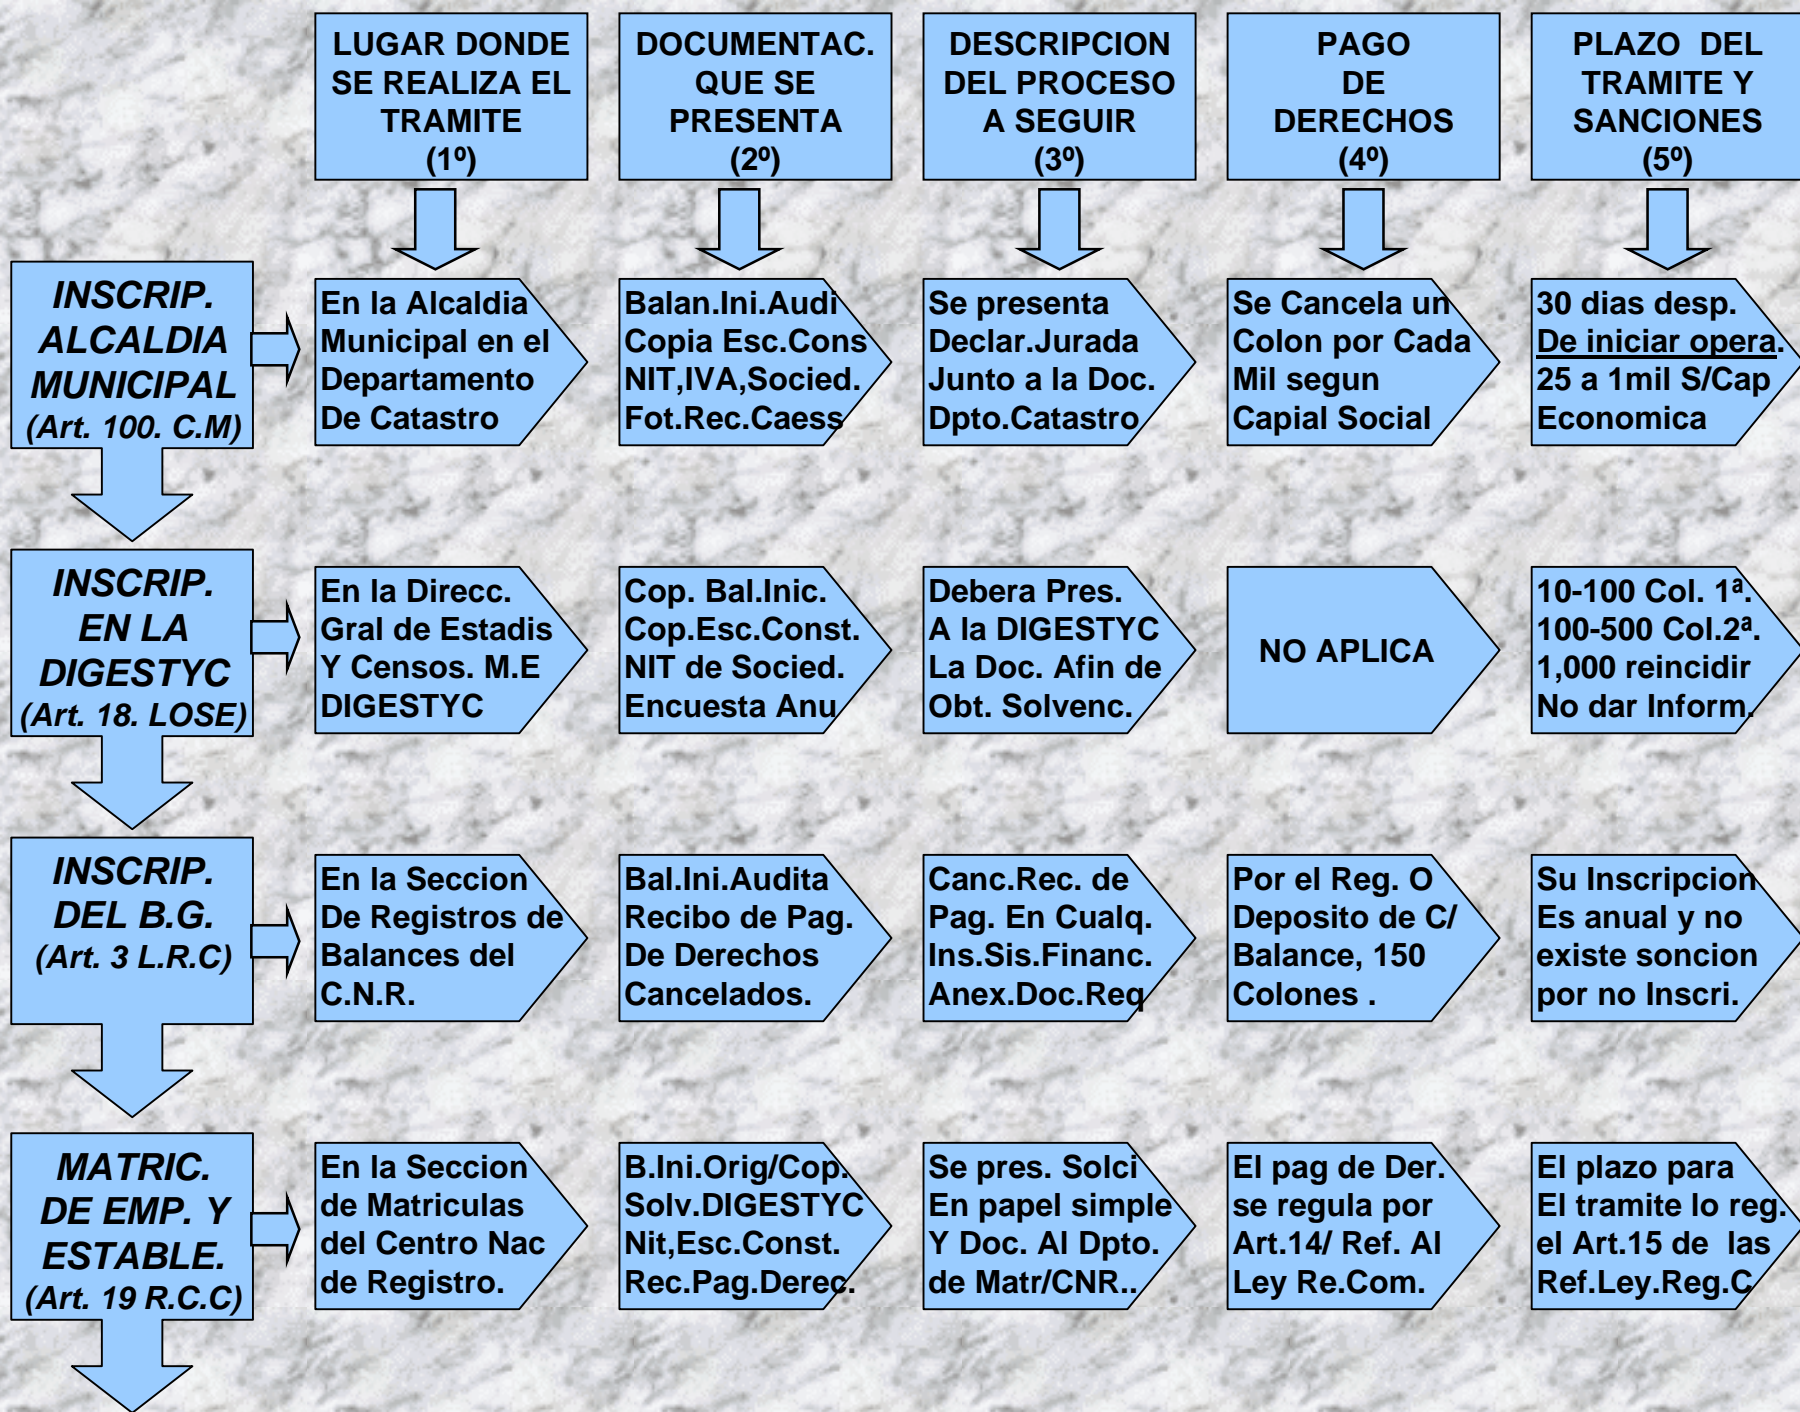 LUGAR DONDE
SE REALIZA EL
TRAMITE
(1º)
DOCUMENTAC.
QUE SE
PRESENTA
(2º)
DESCRIPCION
DEL PROCESO
A SEGUIR
(3º)
PAGO
DE
DERECHOS
(4º)
PLAZO DEL
TRAMITE Y
SANCIONES
(5º)
INSCRIP.
ALCALDIA
MUNICIPAL
(Art. 100. C.M)
En la Alcaldia
Municipal en el
Departamento
De Catastro
Balan.Ini.Audi
Copia Esc.Cons
NIT,IVA,Socied.
Fot.Rec.Caess
Se presenta
Declar.Jurada
Junto a la Doc.
Dpto.Catastro
Se Cancela un
Colon por Cada
Mil segun
Capial Social
30 dias desp.
De iniciar opera.
25 a 1mil S/Cap
Economica
INSCRIP.
EN LA
DIGESTYC
(Art. 18. LOSE)
En la Direcc.
Gral de Estadis
Y Censos. M.E
DIGESTYC
Cop. Bal.Inic.
Cop.Esc.Const.
NIT de Socied.
Encuesta Anu
Debera Pres.
A la DIGESTYC
La Doc. Afin de
Obt. Solvenc.
NO APLICA
10-100 Col. 1ª.
100-500 Col.2ª.
1,000 reincidir
No dar Inform.
INSCRIP.
DEL B.G.
(Art. 3 L.R.C)
En la Seccion
De Registros de
Balances del
C.N.R.
Bal.Ini.Audita
Recibo de Pag.
De Derechos
Cancelados.
Canc.Rec. de
Pag. En Cualq.
Ins.Sis.Financ.
Anex.Doc.Req
Por el Reg. O
Deposito de C/
Balance, 150
Colones .
Su Inscripcion
Es anual y no
existe soncion
por no Inscri.
MATRIC.
DE EMP. Y
ESTABLE.
(Art. 19 R.C.C)
En la Seccion
de Matriculas
del Centro Nac
de Registro.
B.Ini.Orig/Cop.
Solv.DIGESTYC
Nit,Esc.Const.
Rec.Pag.Derec.
Se pres. Solci
En papel simple
Y Doc. Al Dpto.
de Matr/CNR..
El pag de Der.
se regula por
Art.14/ Ref. Al
Ley Re.Com.
El plazo para
El tramite lo reg.
el Art.15 de las
Ref.Ley.Reg.C